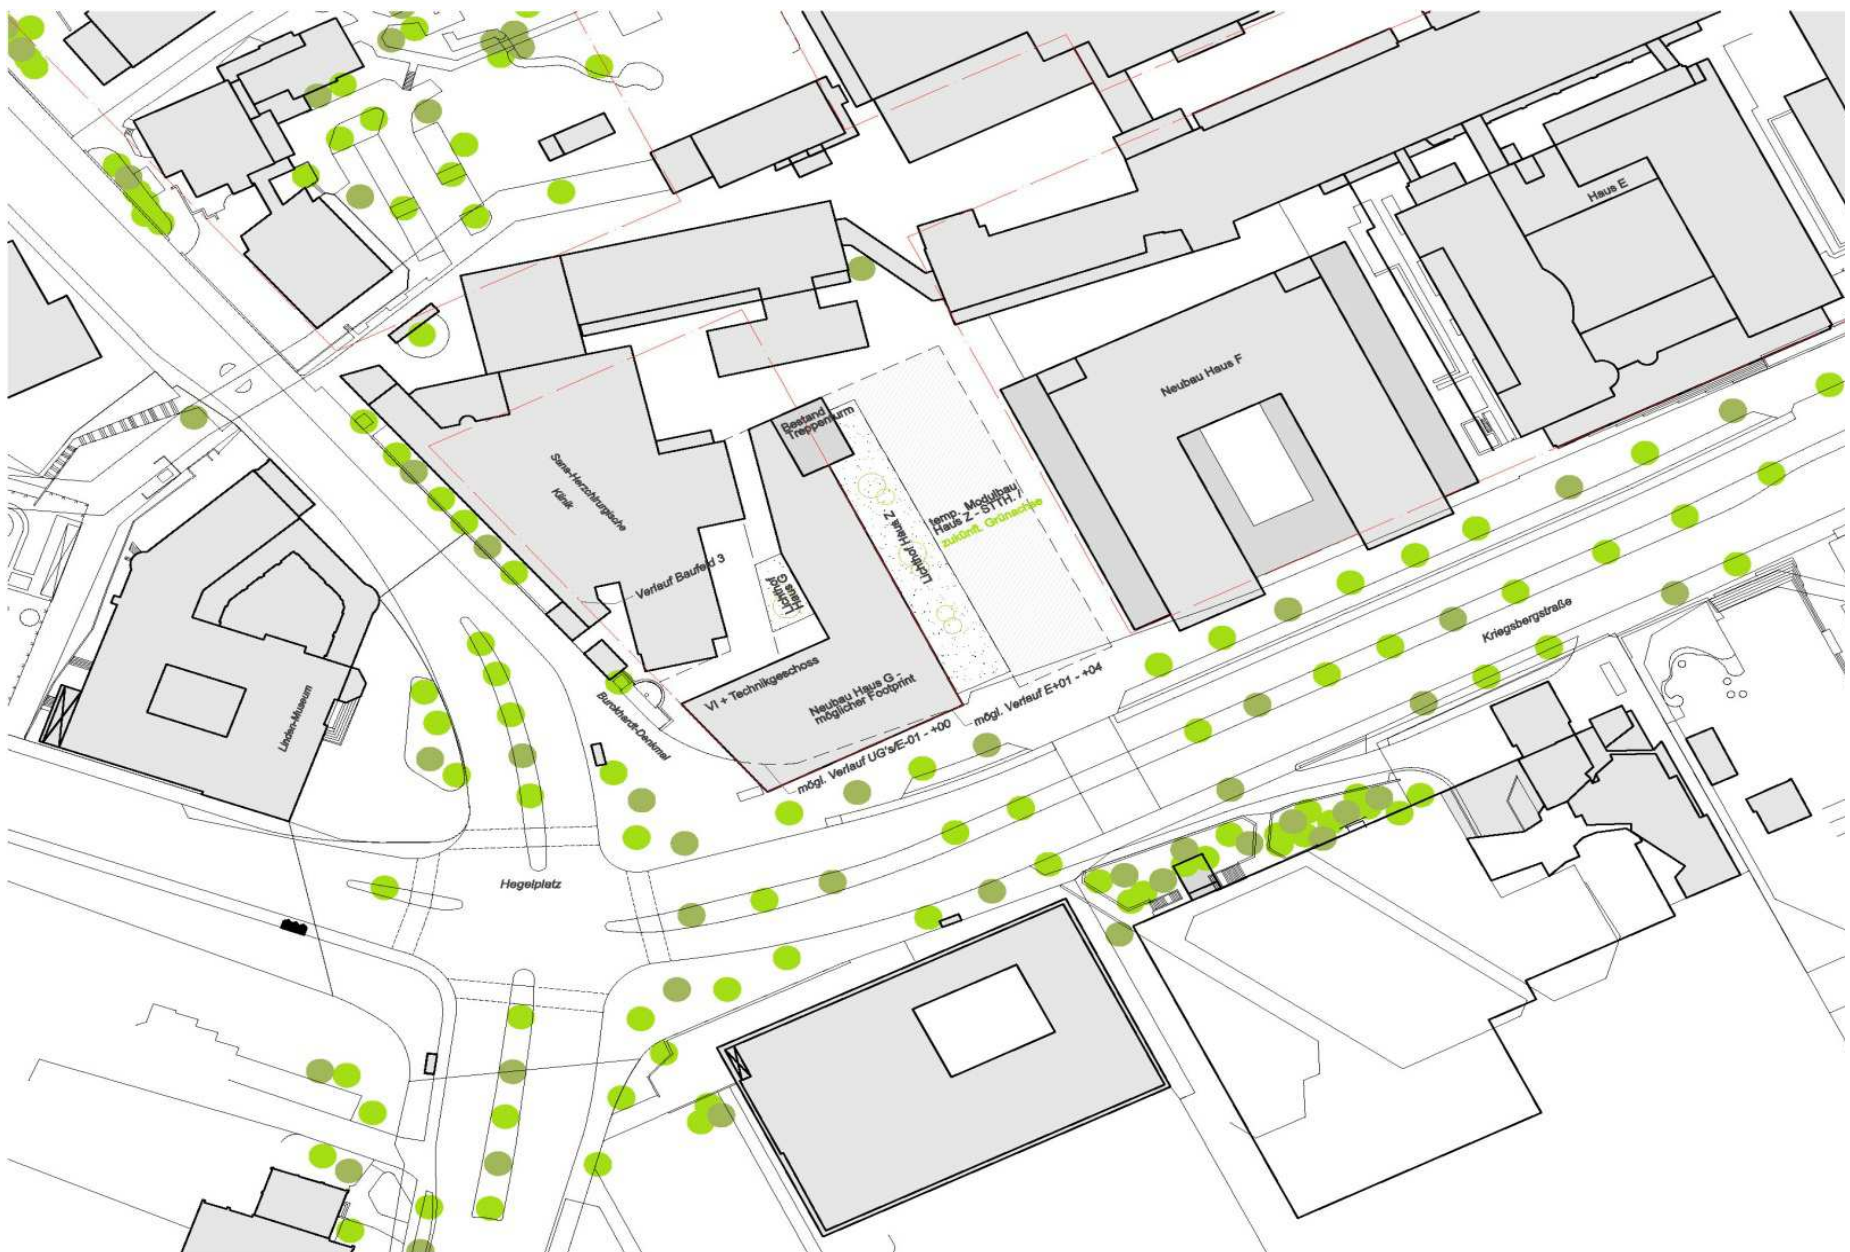 Haus E
Neubau Haus F
Bestand
Treppenturm
Sana-Herzchirurgische
Klinik
temp. Modulbau
Haus Z - STTH. /
zukünft. Grünachse
Lichthof Haus Z
Verlauf Baufeld 3
Lichthof
Haus G
Kriegsbergstraße
VI + Technikgeschoss
Neubau Haus G -
möglicher Footprint
Burckhardt-Denkmal
Linden-Museum
mögl. Verlauf E+01 - +04
mögl. Verlauf UG's/E-01 - +00
Hegelplatz